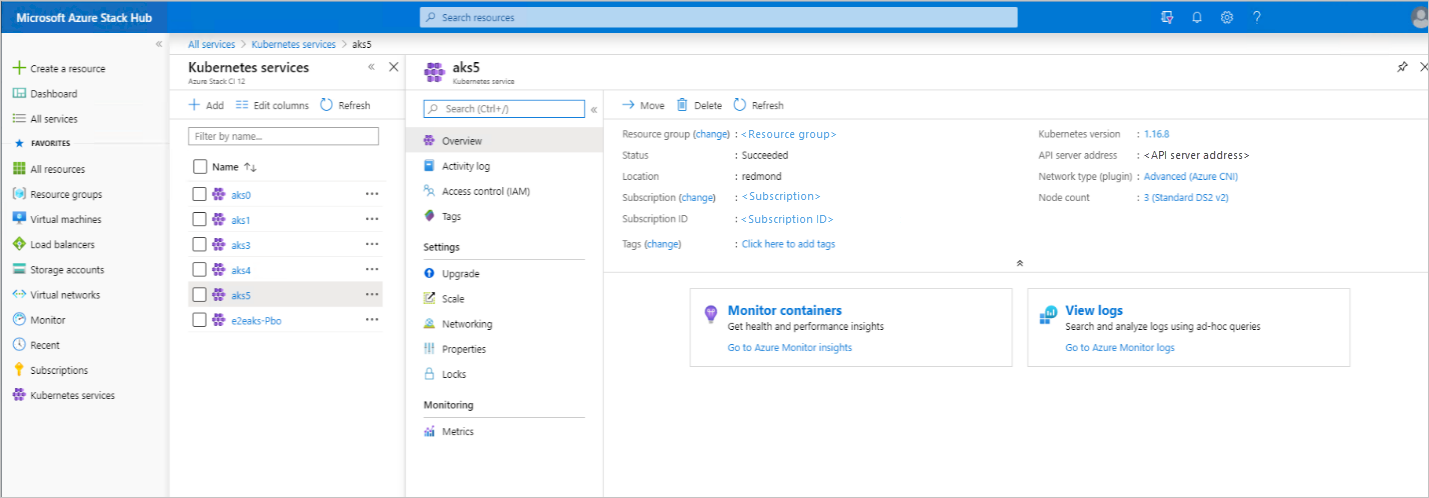 Microsoft Azure Stack Hub
Search resources
«
Create a resource
Dashboard
All services
FAVORITES
All resources
Resource groups
Virtual machines
Load balancers
Storage accounts
Virtual networks
Monitor
Recent
Subscriptions
Kubernetes services
All services > Kubernetes services > aks5
Kubernetes services
Azure Stack CI 12
Add Edit columns Refresh
Filter by name...
Name
aks0
aks1
aks3
aks4
aks5
e2eaks-Pbo
aks5
Kubernetes service
Search (Ctrl+/)
Overview
Activity log
Access control (IAM)
Tags
Settings
Upgrade
Scale
Networking
Properties
Locks
Monitoring
Metrics
Move Delete Refresh
Resource group (change) : <Resource group>
Status : Succeeded
Location : redmond
Subscription (change) : <Subscription>
Subscription ID : <Subscription ID>
Tags (change) : Click here to add tags
Kubernetes version : 1.16.8
API server address : <API server address>
Network type (plugin) : Advanced (Azure CNI)
Node count : 3 (Standard DS2 v2)
Monitor containers
Get health and performance insights
Go to Azure Monitor insights
View logs
Search and analyze logs using ad-hoc queries
Go to Azure Monitor logs